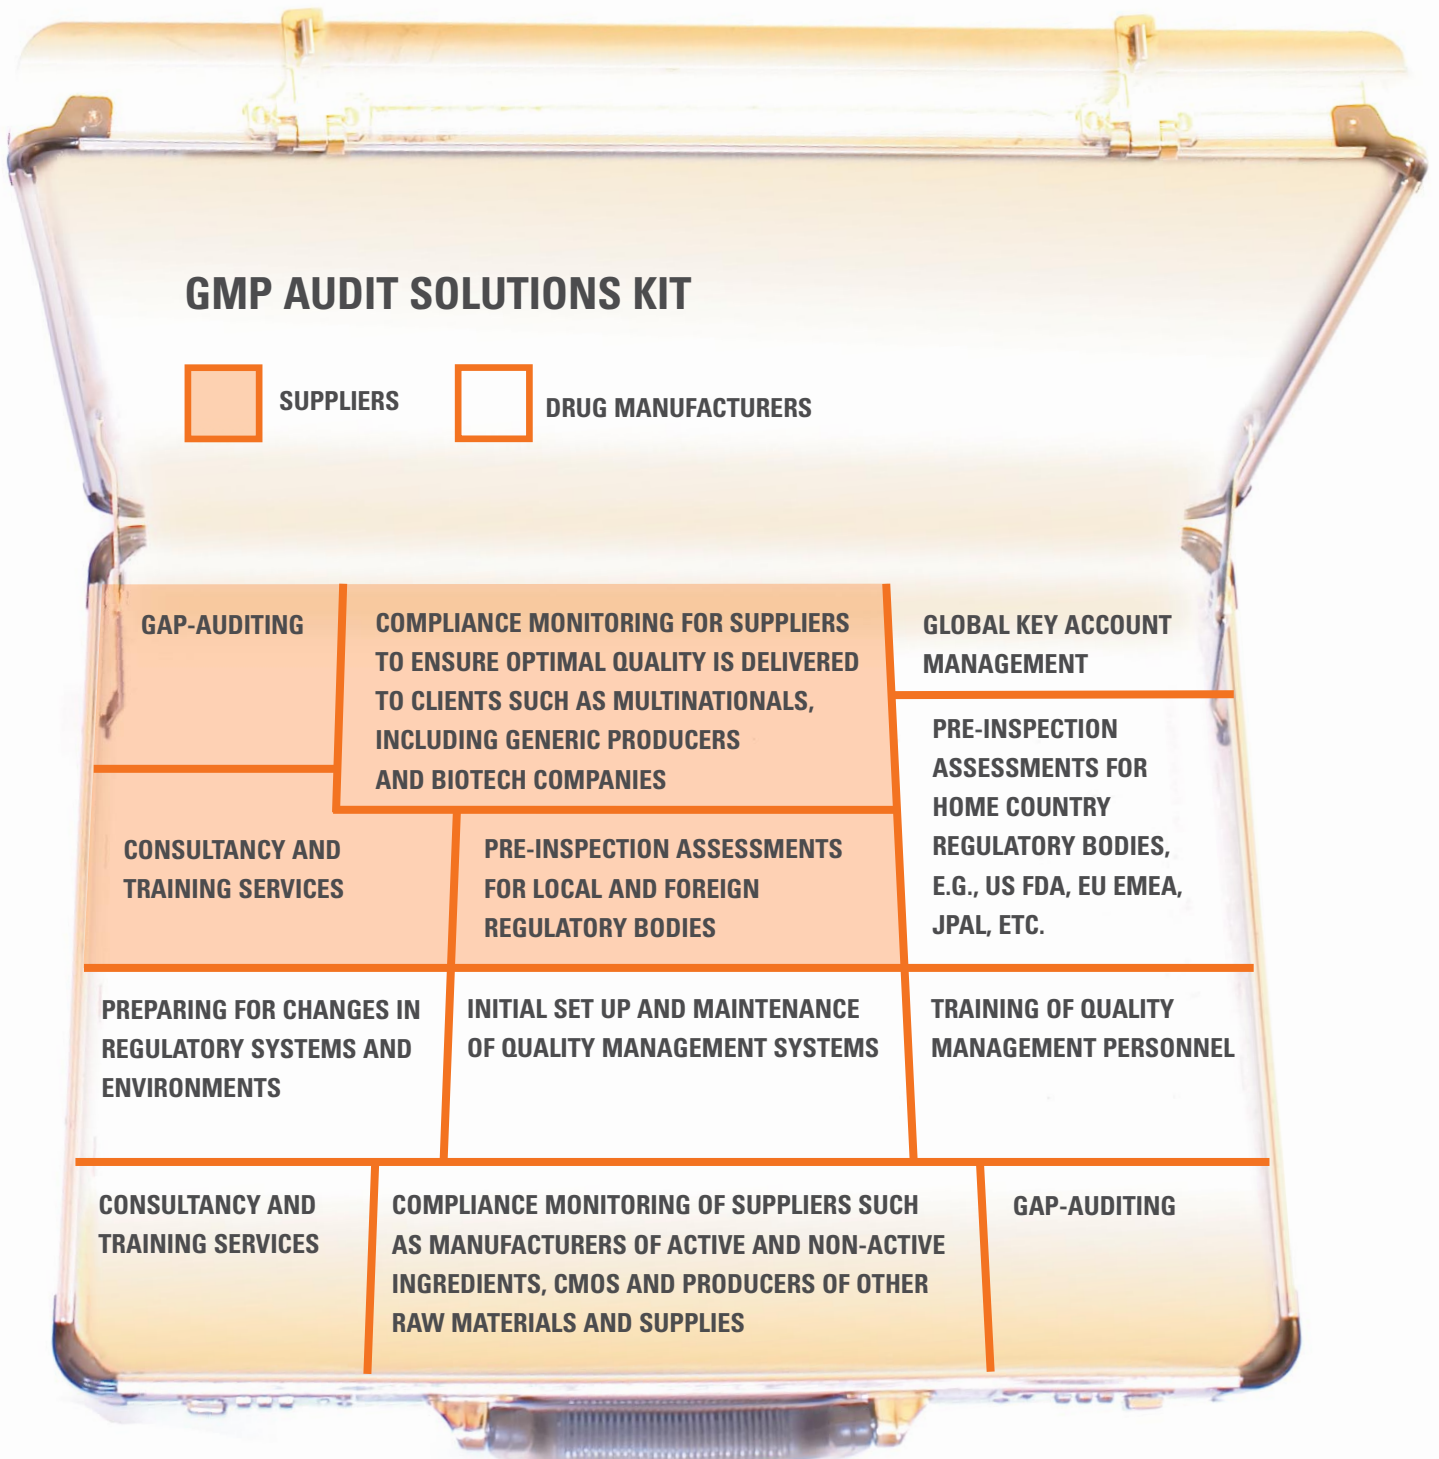 GMP AUDIT SOLUTIONS KIT
SUPPLIERS
DRUG MANUFACTURERS
GAP-AUDITING
COMPLIANCE MONITORING FOR SUPPLIERS
TO ENSURE OPTIMAL QUALITY IS DELIVERED
TO CLIENTS SUCH AS MULTINATIONALS,
INCLUDING GENERIC PRODUCERS
AND BIOTECH COMPANIES
GLOBAL KEY ACCOUNT
MANAGEMENT
PRE-INSPECTION
ASSESSMENTS FOR
HOME COUNTRY
REGULATORY BODIES,
E.G., US FDA, EU EMEA,
JPAL, ETC.
CONSULTANCY AND
TRAINING SERVICES
PRE-INSPECTION ASSESSMENTS
FOR LOCAL AND FOREIGN
REGULATORY BODIES
PREPARING FOR CHANGES IN
REGULATORY SYSTEMS AND
ENVIRONMENTS
INITIAL SET UP AND MAINTENANCE
OF QUALITY MANAGEMENT SYSTEMS
TRAINING OF QUALITY
MANAGEMENT PERSONNEL
CONSULTANCY AND
TRAINING SERVICES
COMPLIANCE MONITORING OF SUPPLIERS SUCH
AS MANUFACTURERS OF ACTIVE AND NON-ACTIVE
INGREDIENTS, CMOS AND PRODUCERS OF OTHER
RAW MATERIALS AND SUPPLIES
GAP-AUDITING